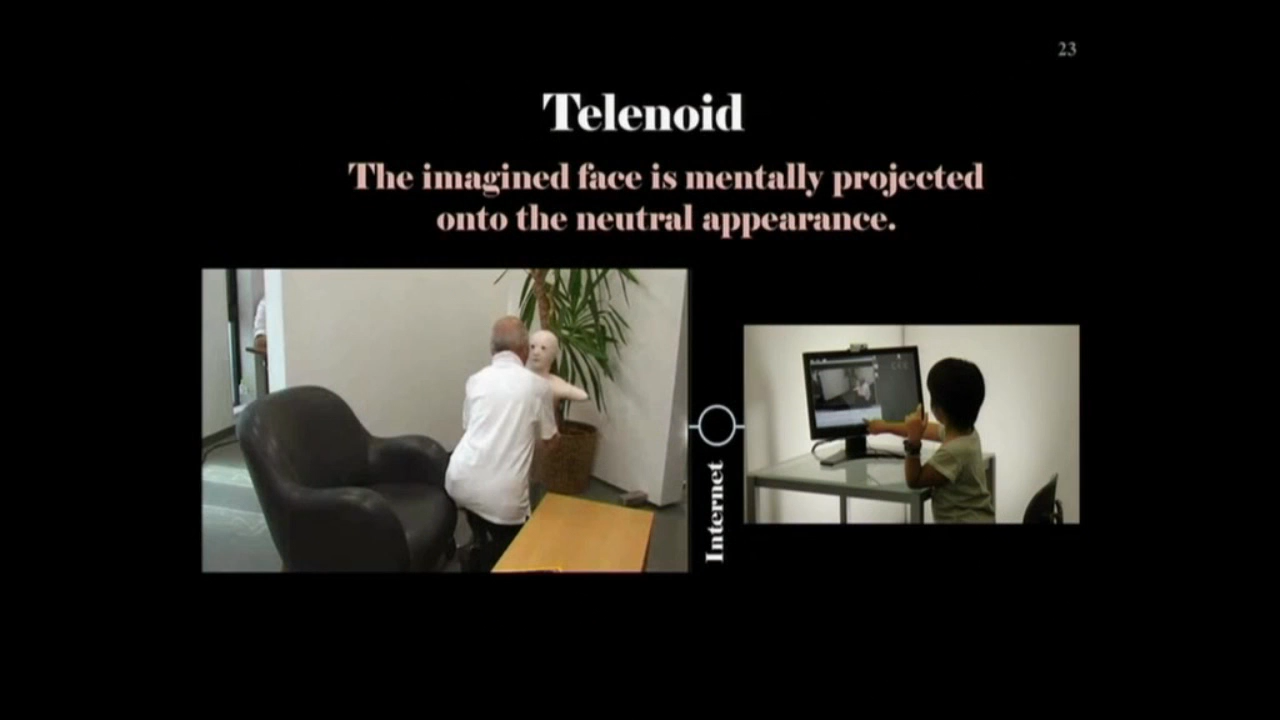 23
Telenoid
The imagined face is mentally projected
onto the neutral appearance.
Internet